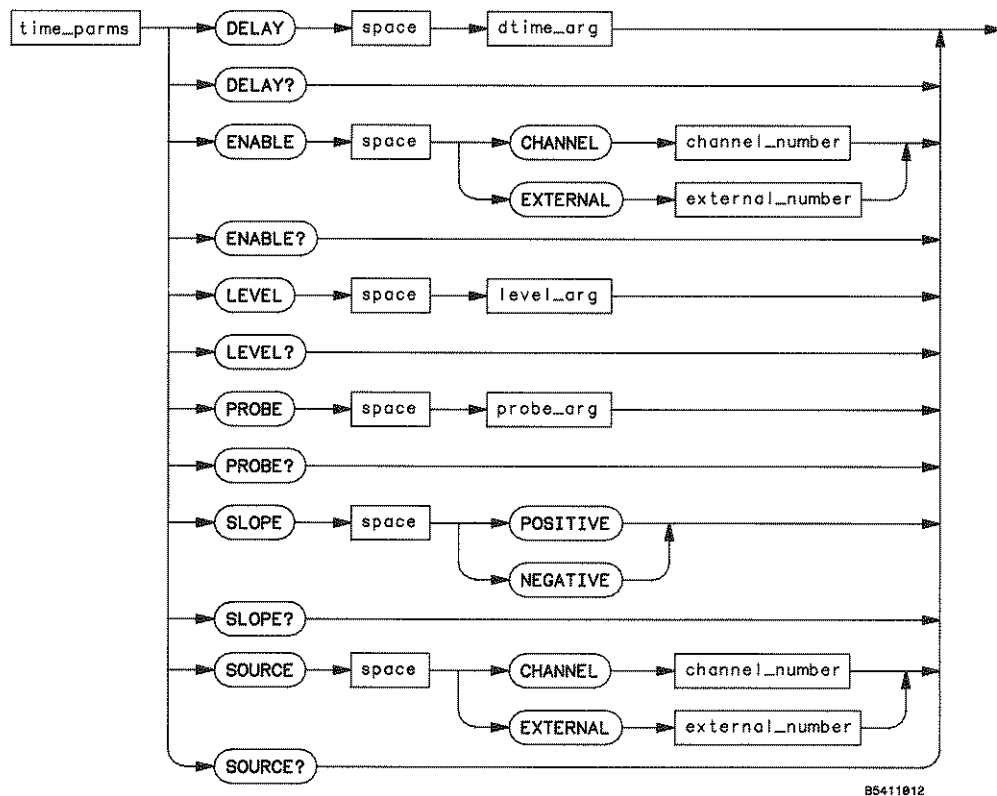 time_parms DELAY space dtime_arg
DELAY?
ENABLE space CHANNEL channel_number
EXTERNAL external_number
ENABLE?
LEVEL space level_arg
LEVEL?
PROBE space probe_arg
PROBE?
SLOPE space POSITIVE
NEGATIVE
SLOPE?
SOURCE space CHANNEL channel_number
EXTERNAL external_number
SOURCE?
B5411012